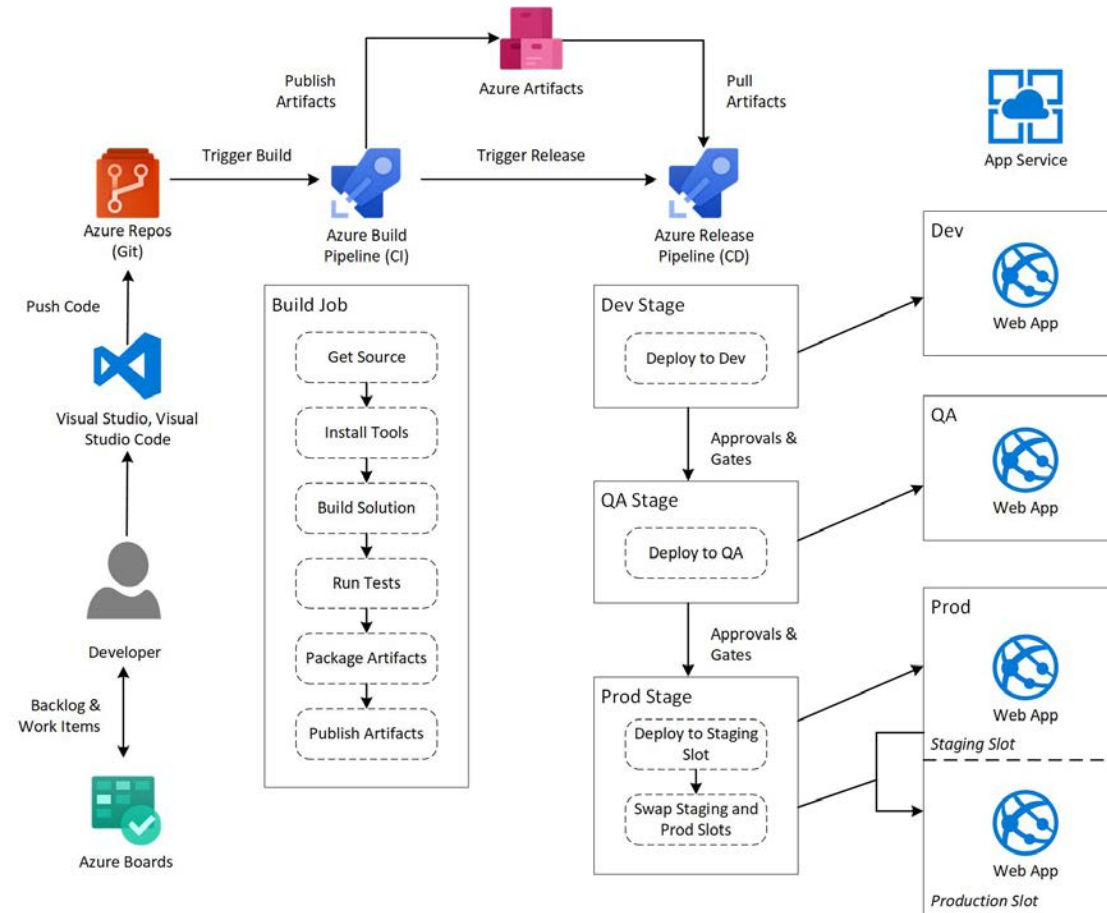 Publish
Artifacts
Azure Artifacts
Pull
Artifacts
App Service
Trigger Build
Trigger Release
Azure Repos
(Git)
Azure Build
Pipeline (CI)
Azure Release
Pipeline (CD)
Push Code
Visual Studio, Visual
Studio Code
Developer
Backlog &
Work Items
Azure Boards
Build Job
Get Source
Install Tools
Build Solution
Run Tests
Package Artifacts
Publish Artifacts
Dev Stage
Deploy to Dev
Approvals &
Gates
QA Stage
Deploy to QA
Approvals &
Gates
Prod Stage
Deploy to Staging
Slot
Swap Staging and
Prod Slots
Dev
Web App
QA
Web App
Prod
Web App
Staging Slot
Web App
Production Slot